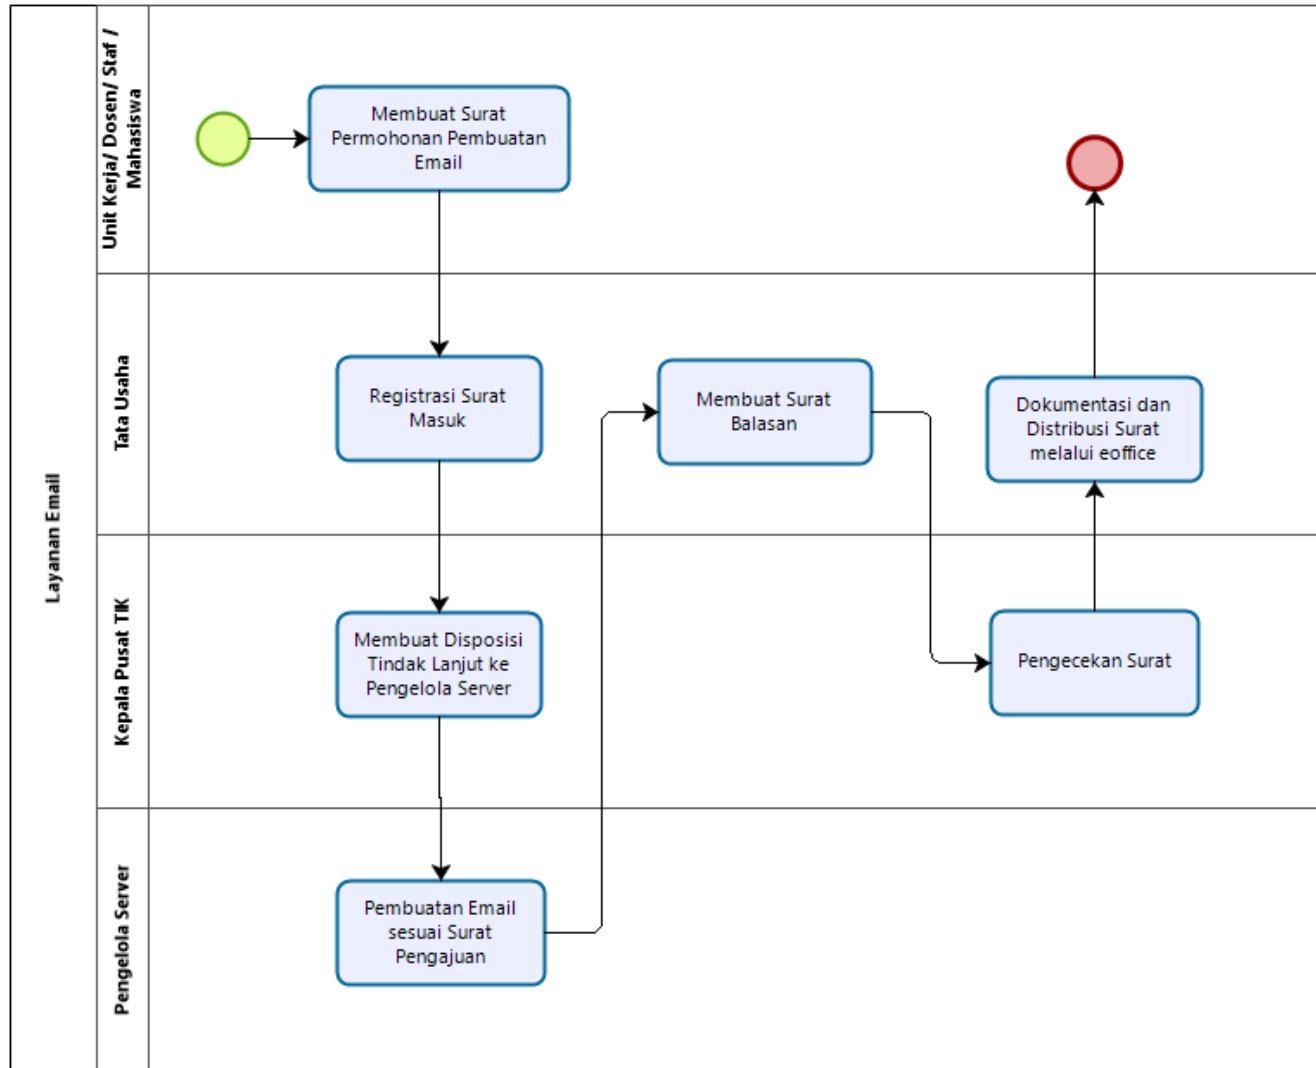 Layanan Email
Unit Kerja/ Dosen/ Staf /
Mahasiswa
Membuat Surat
Permohonan Pembuatan
Email
Tata Usaha
Registrasi Surat
Masuk
Membuat Surat
Balasan
Dokumentasi dan
Distribusi Surat
melalui eoffice
Kepala Pusat TIK
Membuat Disposisi
Tindak Lanjut ke
Pengelola Server
Pengecekan Surat
Pengelola Server
Pembuatan Email
sesuai Surat
Pengajuan